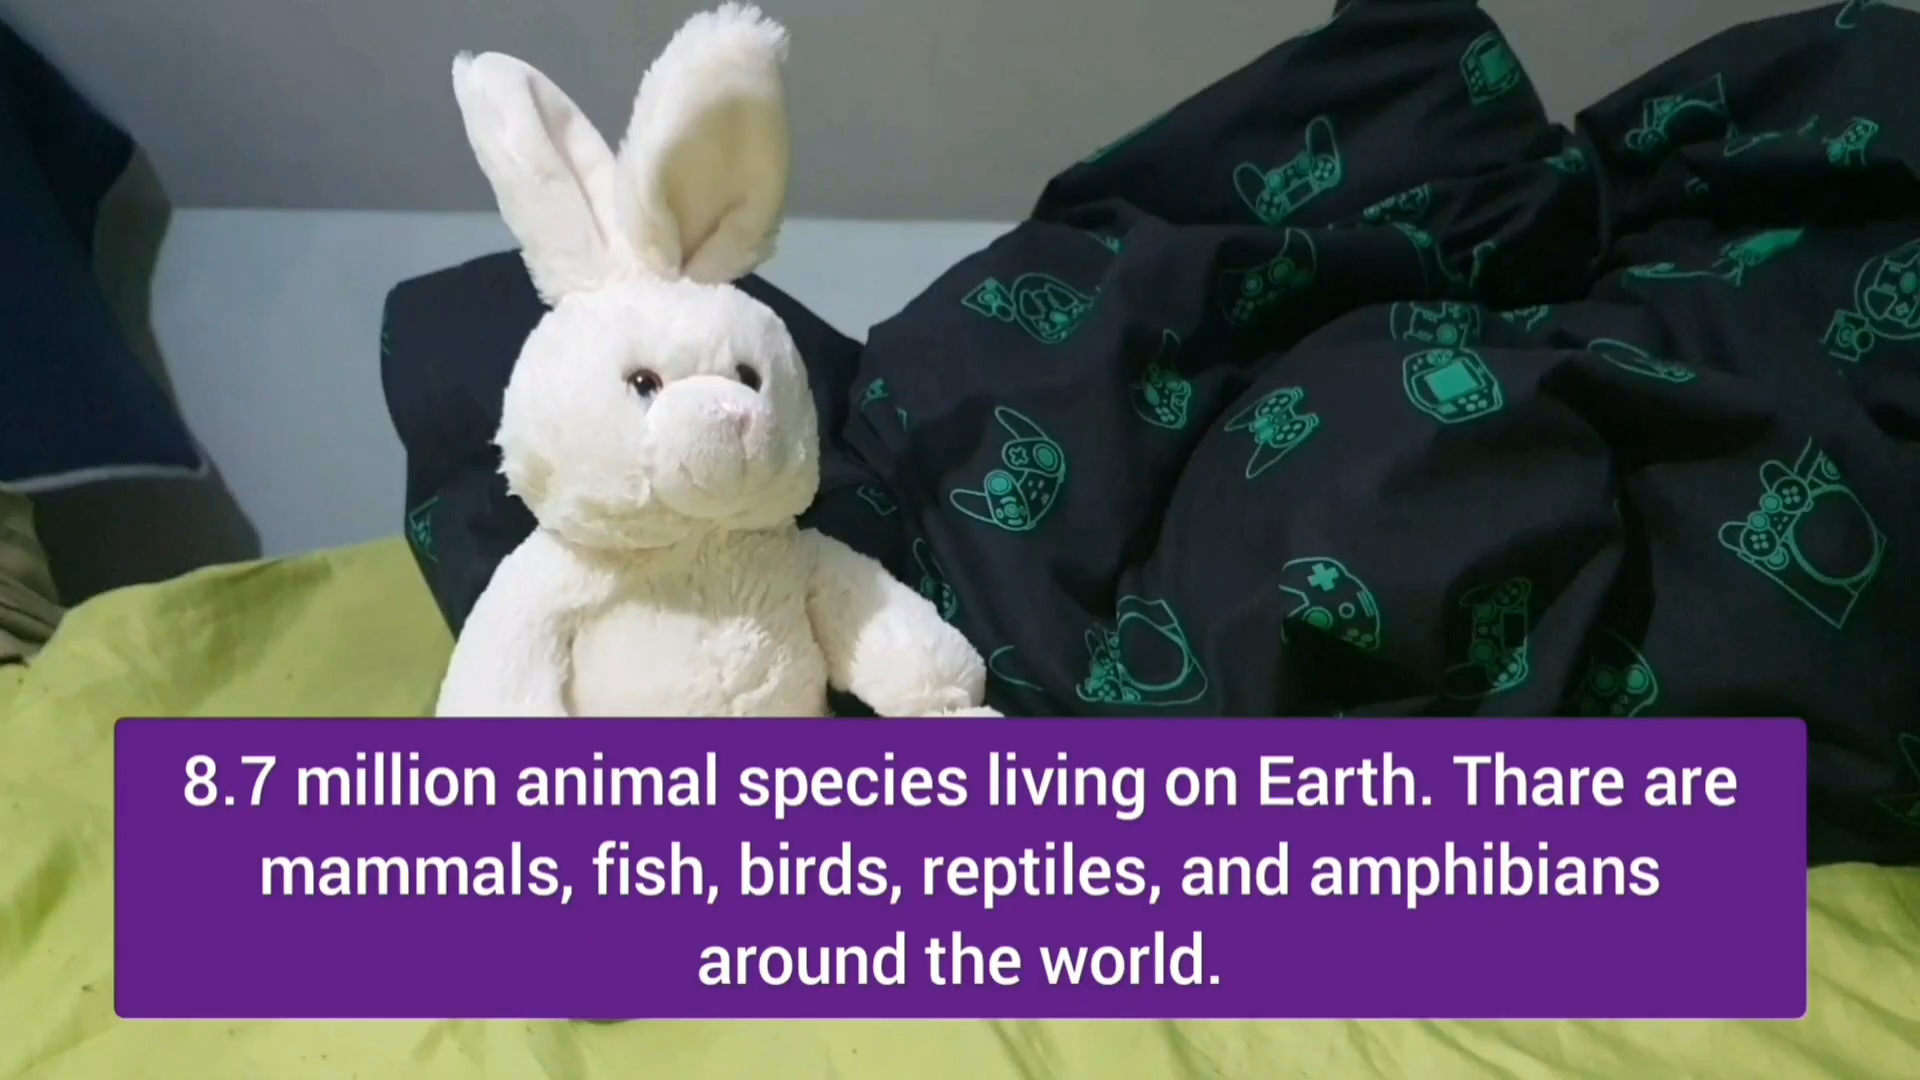 8.7 million animal species living on Earth. Thare are
mammals, fish, birds, reptiles, and amphibians
around the world.